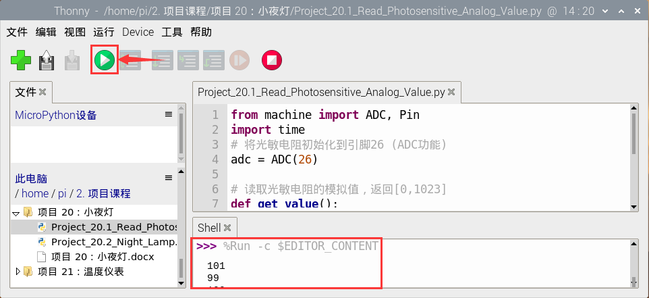 Thonny - /home/pi/2. 项目课程/项目 20：小夜灯/Project_20.1_Read_Photosensitive_Analog_Value.py @ 14 : 20
文件 编辑 视图 运行 Device 工具 帮助
文件
MicroPython设备
此电脑
/ home / pi / 2. 项目课程
项目 20：小夜灯
Project_20.1_Read_Photos
Project_20.2_Night_Lamp.
项目 20：小夜灯.docx
项目 21：温度仪表
Project_20.1_Read_Photosensitive_Analog_Value.py
1 from machine import ADC, Pin
2 import time
3 # 将光敏电阻初始化到引脚26 (ADC功能)
4 adc = ADC(26)
5
6 # 读取光敏电阻的模拟值，返回[0,1023]
7 def get_value():
Shell
>>> %Run -c $EDITOR_CONTENT
101
99